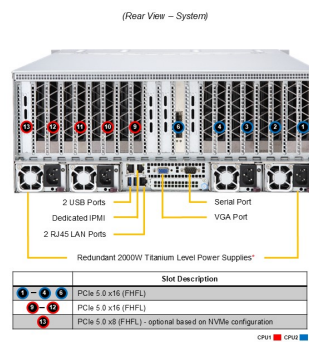 (Rear View – System)
13 12 11 10 9 6 4 3 2 1
2 USB Ports
Serial Port
Dedicated IPMI
VGA Port
2 RJ45 LAN Ports
Redundant 2000W Titanium Level Power Supplies*
Slot Description
1 – 4 6 PCIe 5.0 x16 (FHFL)
9 – 12 PCIe 5.0 x16 (FHFL)
13 PCIe 5.0 x8 (FHFL) - optional based on NVMe configuration
CPU1 CPU2